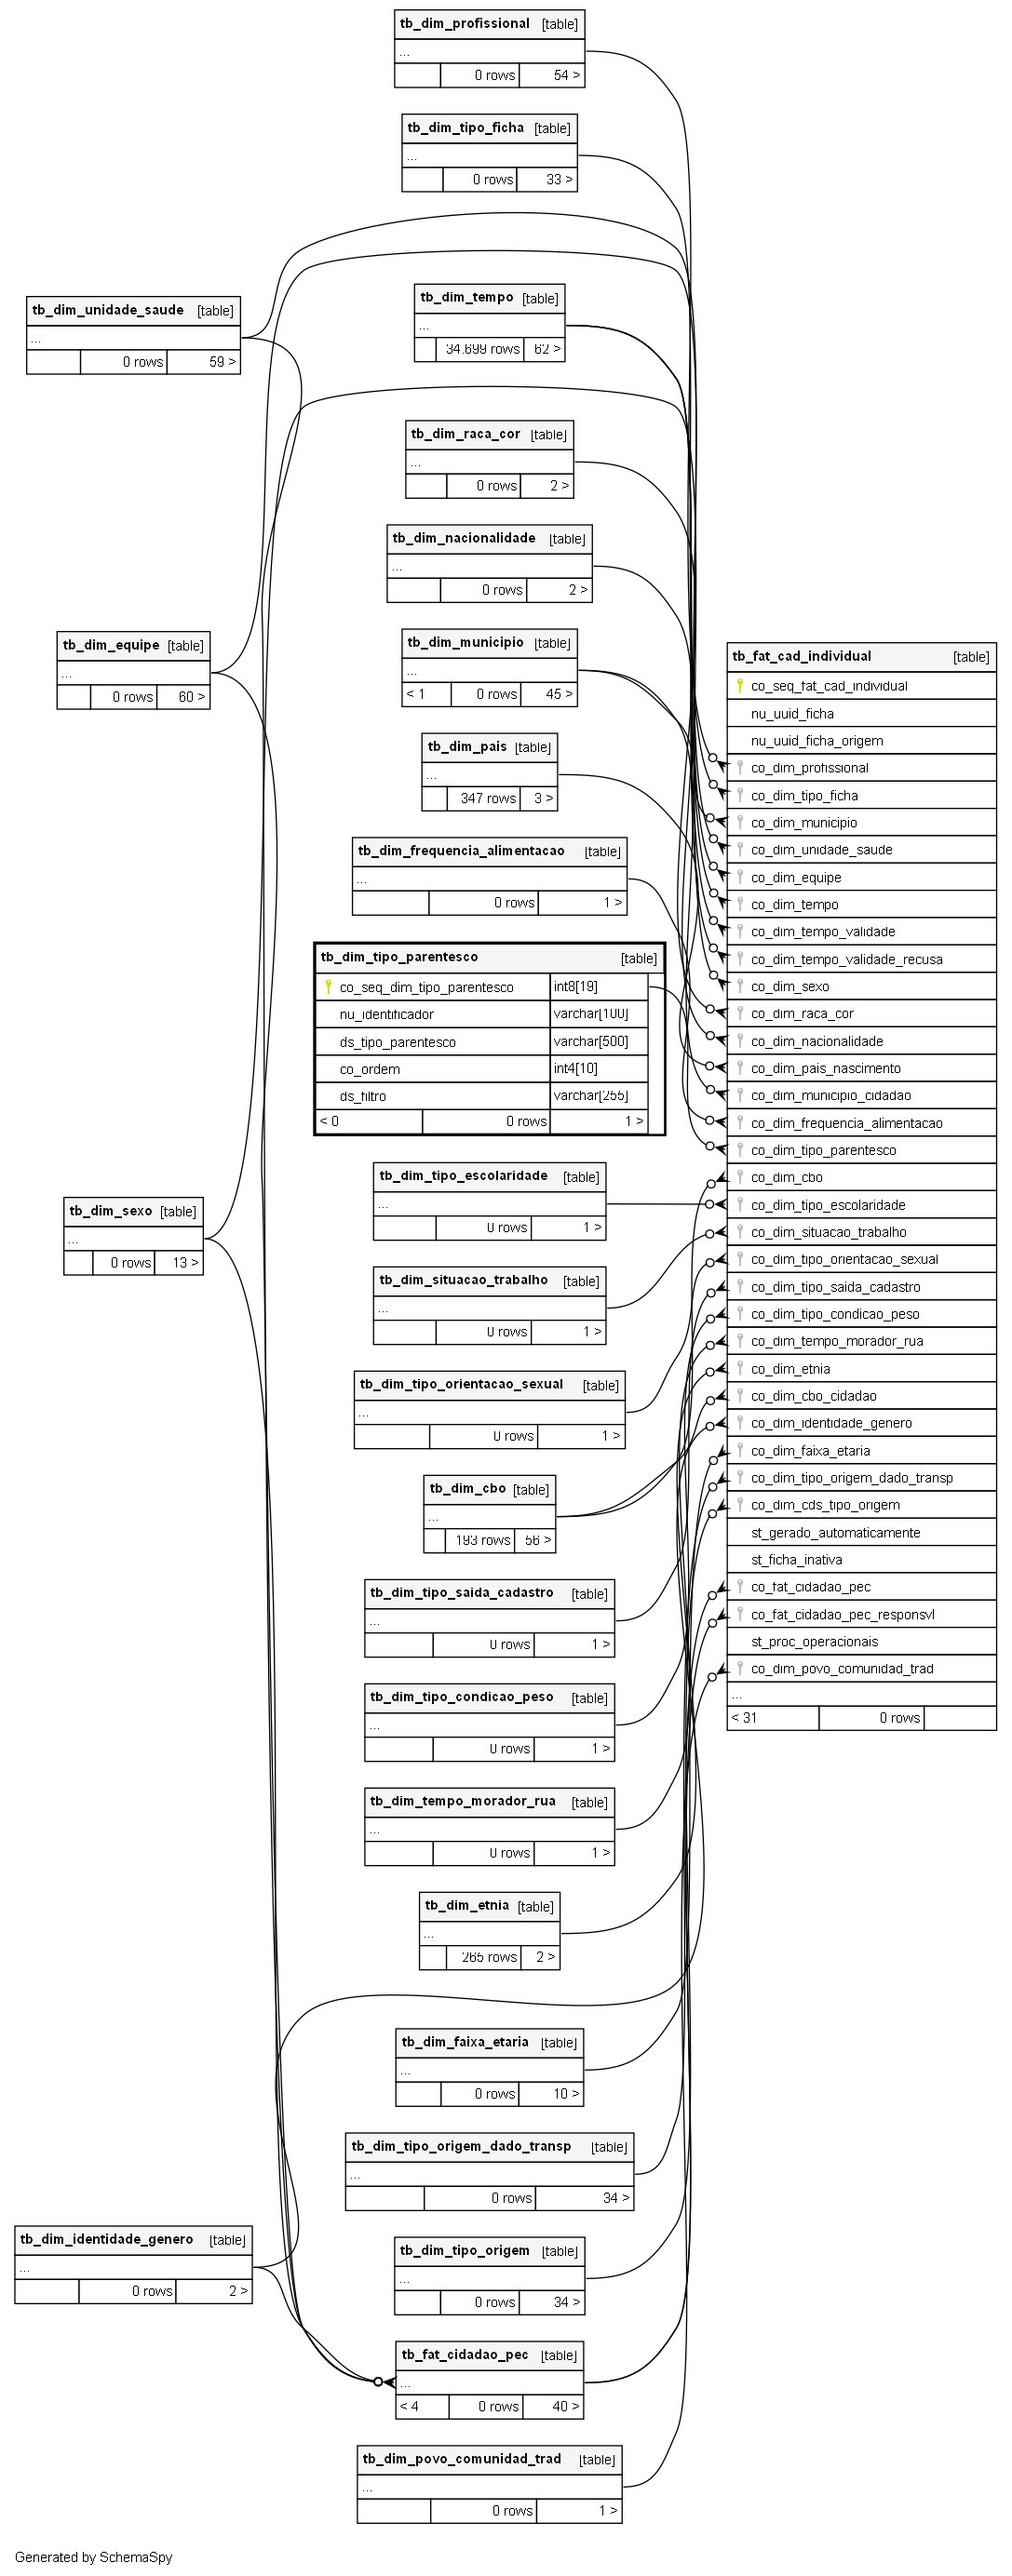 tb_dim_profissional [table]
...
0 rows 54 >
tb_dim_tipo_ficha [table]
...
0 rows 33 >
tb_dim_unidade_saude [table]
...
0 rows 59 >
tb_dim_tempo [table]
...
34.699 rows 62 >
tb_dim_raca_cor [table]
...
0 rows 2 >
tb_dim_nacionalidade [table]
...
0 rows 2 >
tb_dim_equipe [table]
...
0 rows 60 >
tb_dim_municipio [table]
...
< 1 0 rows 45 >
tb_dim_pais [table]
...
347 rows 3 >
tb_dim_frequencia_alimentacao [table]
...
0 rows 1 >
tb_dim_tipo_parentesco [table]
co_seq_dim_tipo_parentesco int8[19]
nu_identificador varchar[100]
ds_tipo_parentesco varchar[500]
co_ordem int4[10]
ds_filtro varchar[255]
< 0 0 rows 1 >
tb_dim_tipo_escolaridade [table]
...
0 rows 1 >
tb_dim_sexo [table]
...
0 rows 13 >
tb_dim_situacao_trabalho [table]
...
0 rows 1 >
tb_dim_tipo_orientacao_sexual [table]
...
0 rows 1 >
tb_dim_cbo [table]
...
193 rows 56 >
tb_dim_tipo_saida_cadastro [table]
...
0 rows 1 >
tb_dim_tipo_condicao_peso [table]
...
0 rows 1 >
tb_dim_tempo_morador_rua [table]
...
0 rows 1 >
tb_dim_etnia [table]
...
265 rows 2 >
tb_dim_faixa_etaria [table]
...
0 rows 10 >
tb_dim_tipo_origem_dado_transp [table]
...
0 rows 34 >
tb_dim_identidade_genero [table]
...
0 rows 2 >
tb_dim_tipo_origem [table]
...
0 rows 34 >
tb_fat_cidadao_pec [table]
...
< 4 0 rows 40 >
tb_dim_povo_comunidad_trad [table]
...
0 rows 1 >
tb_fat_cad_individual [table]
co_seq_fat_cad_individual
nu_uuid_ficha
nu_uuid_ficha_origem
co_dim_profissional
co_dim_tipo_ficha
co_dim_municipio
co_dim_unidade_saude
co_dim_equipe
co_dim_tempo
co_dim_tempo_validade
co_dim_tempo_validade_recusa
co_dim_sexo
co_dim_raca_cor
co_dim_nacionalidade
co_dim_pais_nascimento
co_dim_municipio_cidadao
co_dim_frequencia_alimentacao
co_dim_tipo_parentesco
co_dim_cbo
co_dim_tipo_escolaridade
co_dim_situacao_trabalho
co_dim_tipo_orientacao_sexual
co_dim_tipo_saida_cadastro
co_dim_tipo_condicao_peso
co_dim_tempo_morador_rua
co_dim_etnia
co_dim_cbo_cidadao
co_dim_identidade_genero
co_dim_faixa_etaria
co_dim_tipo_origem_dado_transp
co_dim_cds_tipo_origem
st_gerado_automaticamente
st_ficha_inativa
co_fat_cidadao_pec
co_fat_cidadao_pec_responsvl
st_proc_operacionais
co_dim_povo_comunidad_trad
...
< 31 0 rows
Generated by SchemaSpy